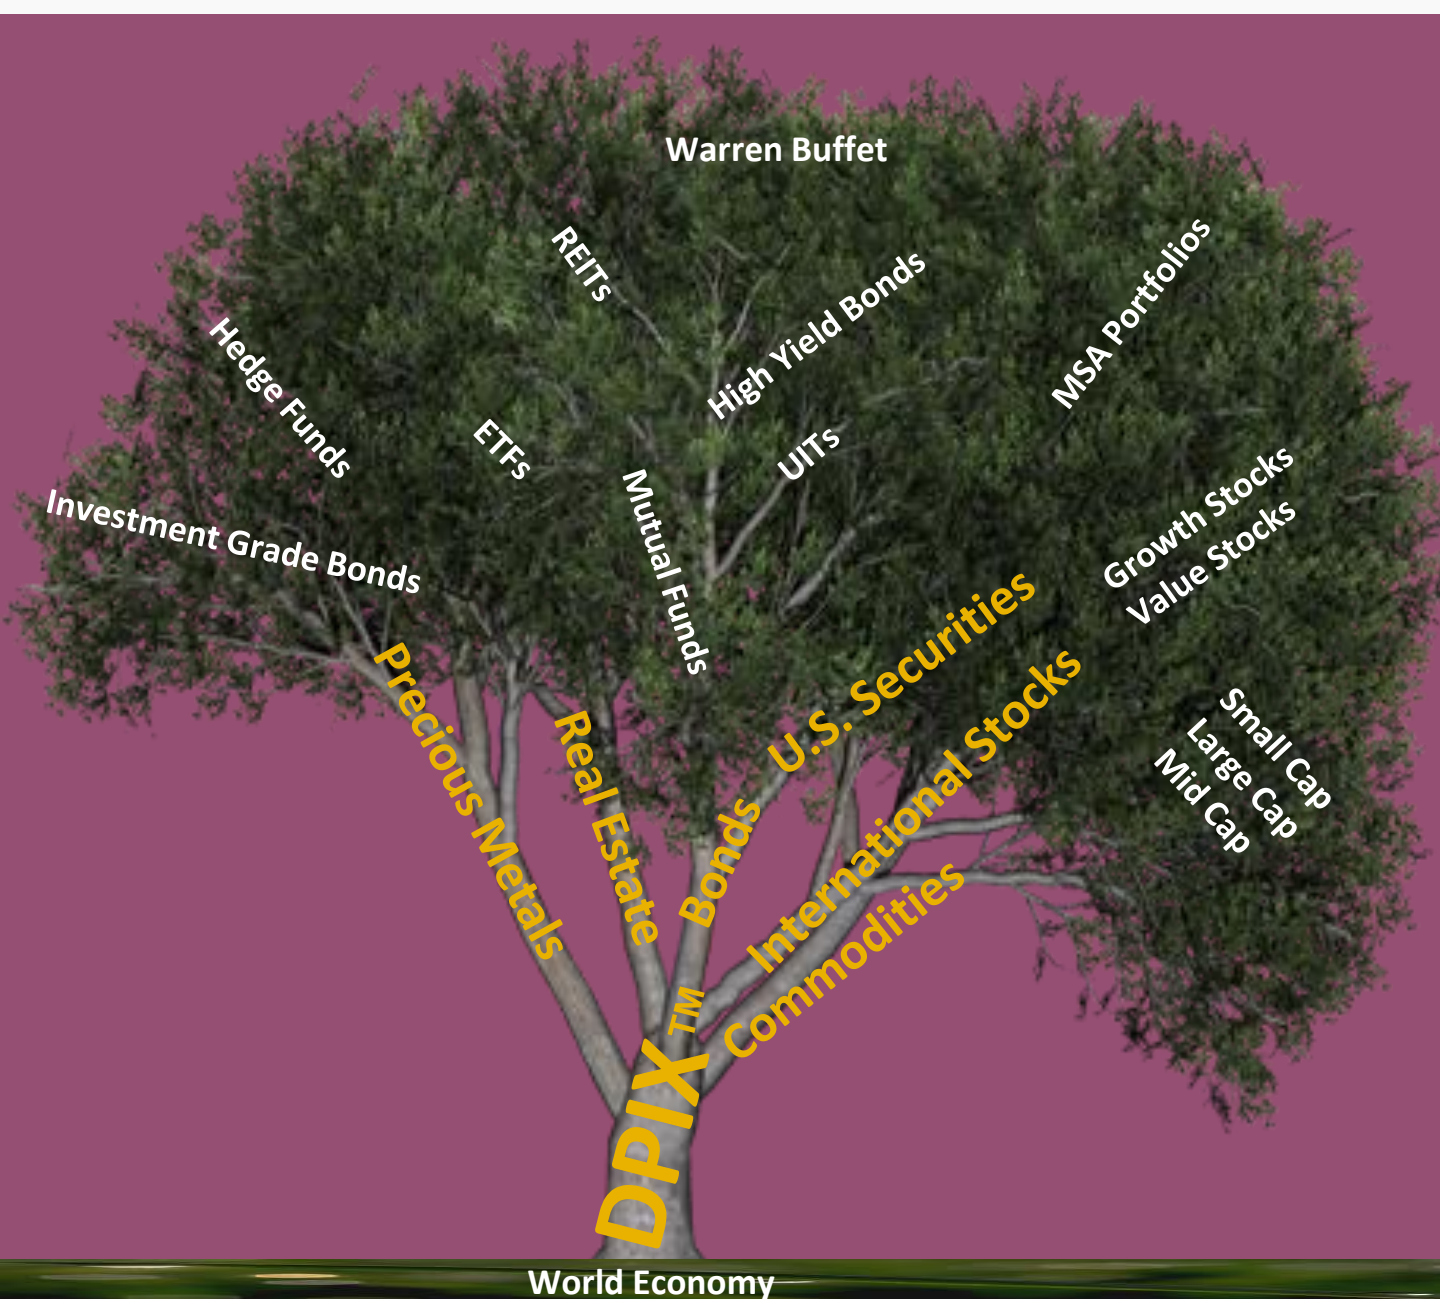 Warren Buffet
REITs
High Yield Bonds
MSA Portfolios
Hedge Funds
ETFs
UITs
Mutual Funds
Investment Grade Bonds
Growth Stocks
Value Stocks
Small Cap
Large Cap
Mid Cap
Precious Metals
Real Estate
Bonds
U.S. Securities
International Stocks
Commodities
DPIX™
World Economy